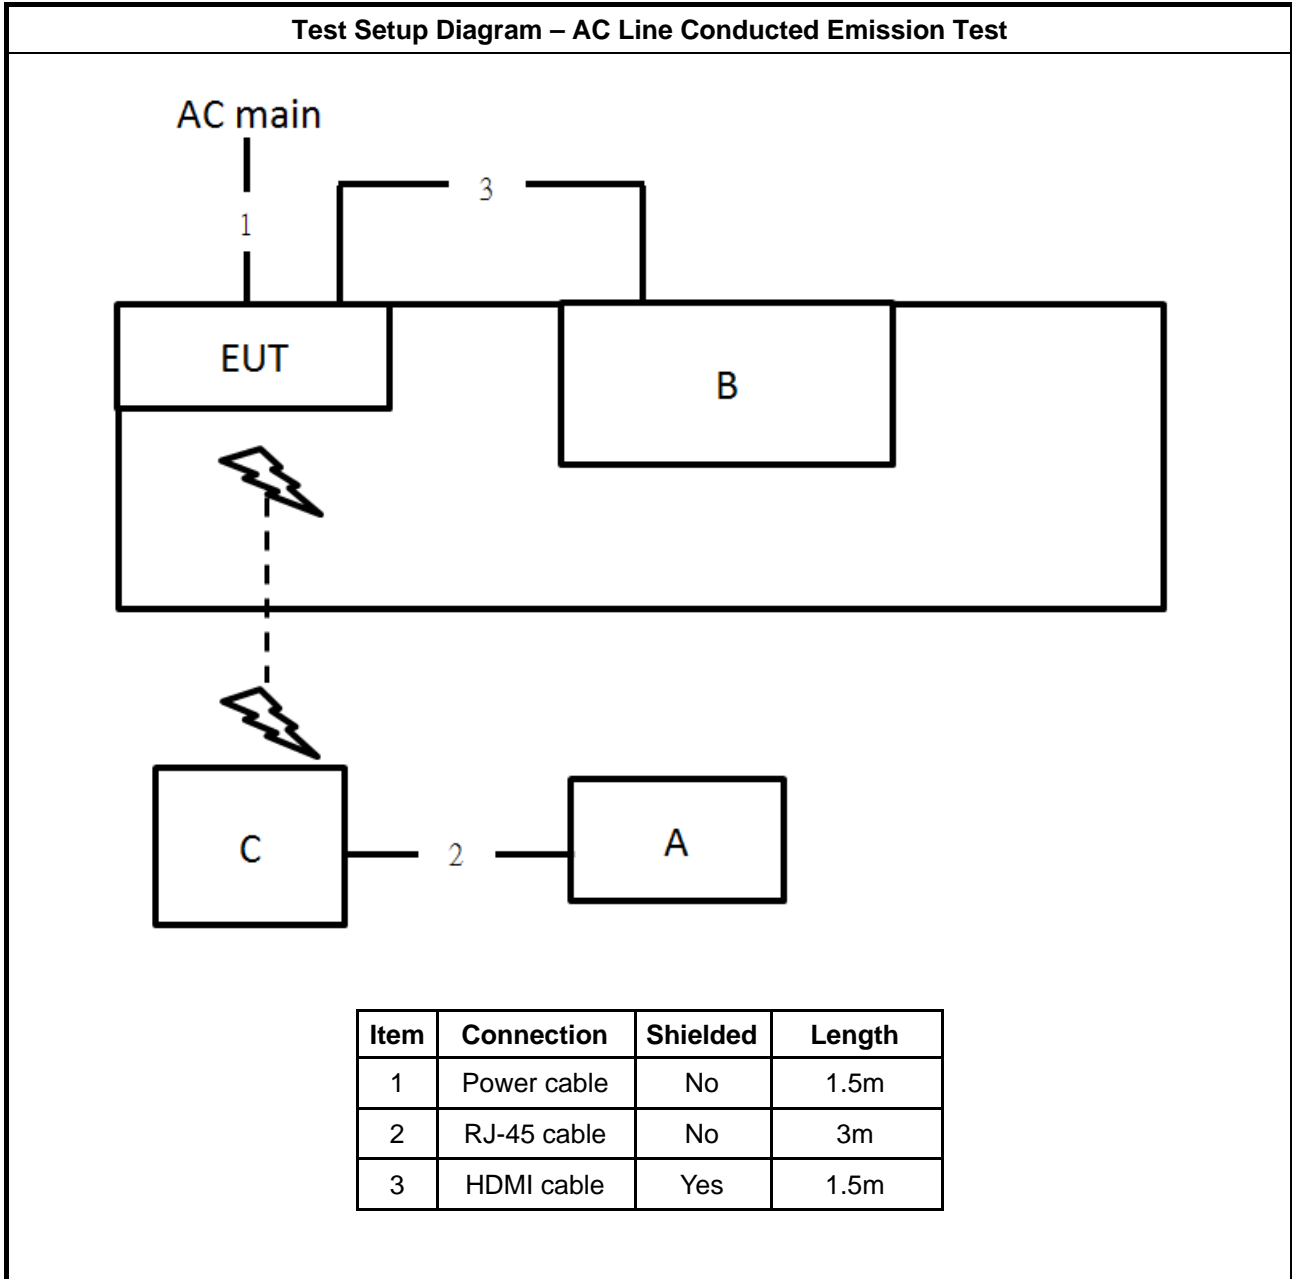 Test Setup Diagram – AC Line Conducted Emission Test
AC main
1
3
EUT
B
C
2
A
Item Connection Shielded Length
1 Power cable No 1.5m
2 RJ-45 cable No 3m
3 HDMI cable Yes 1.5m